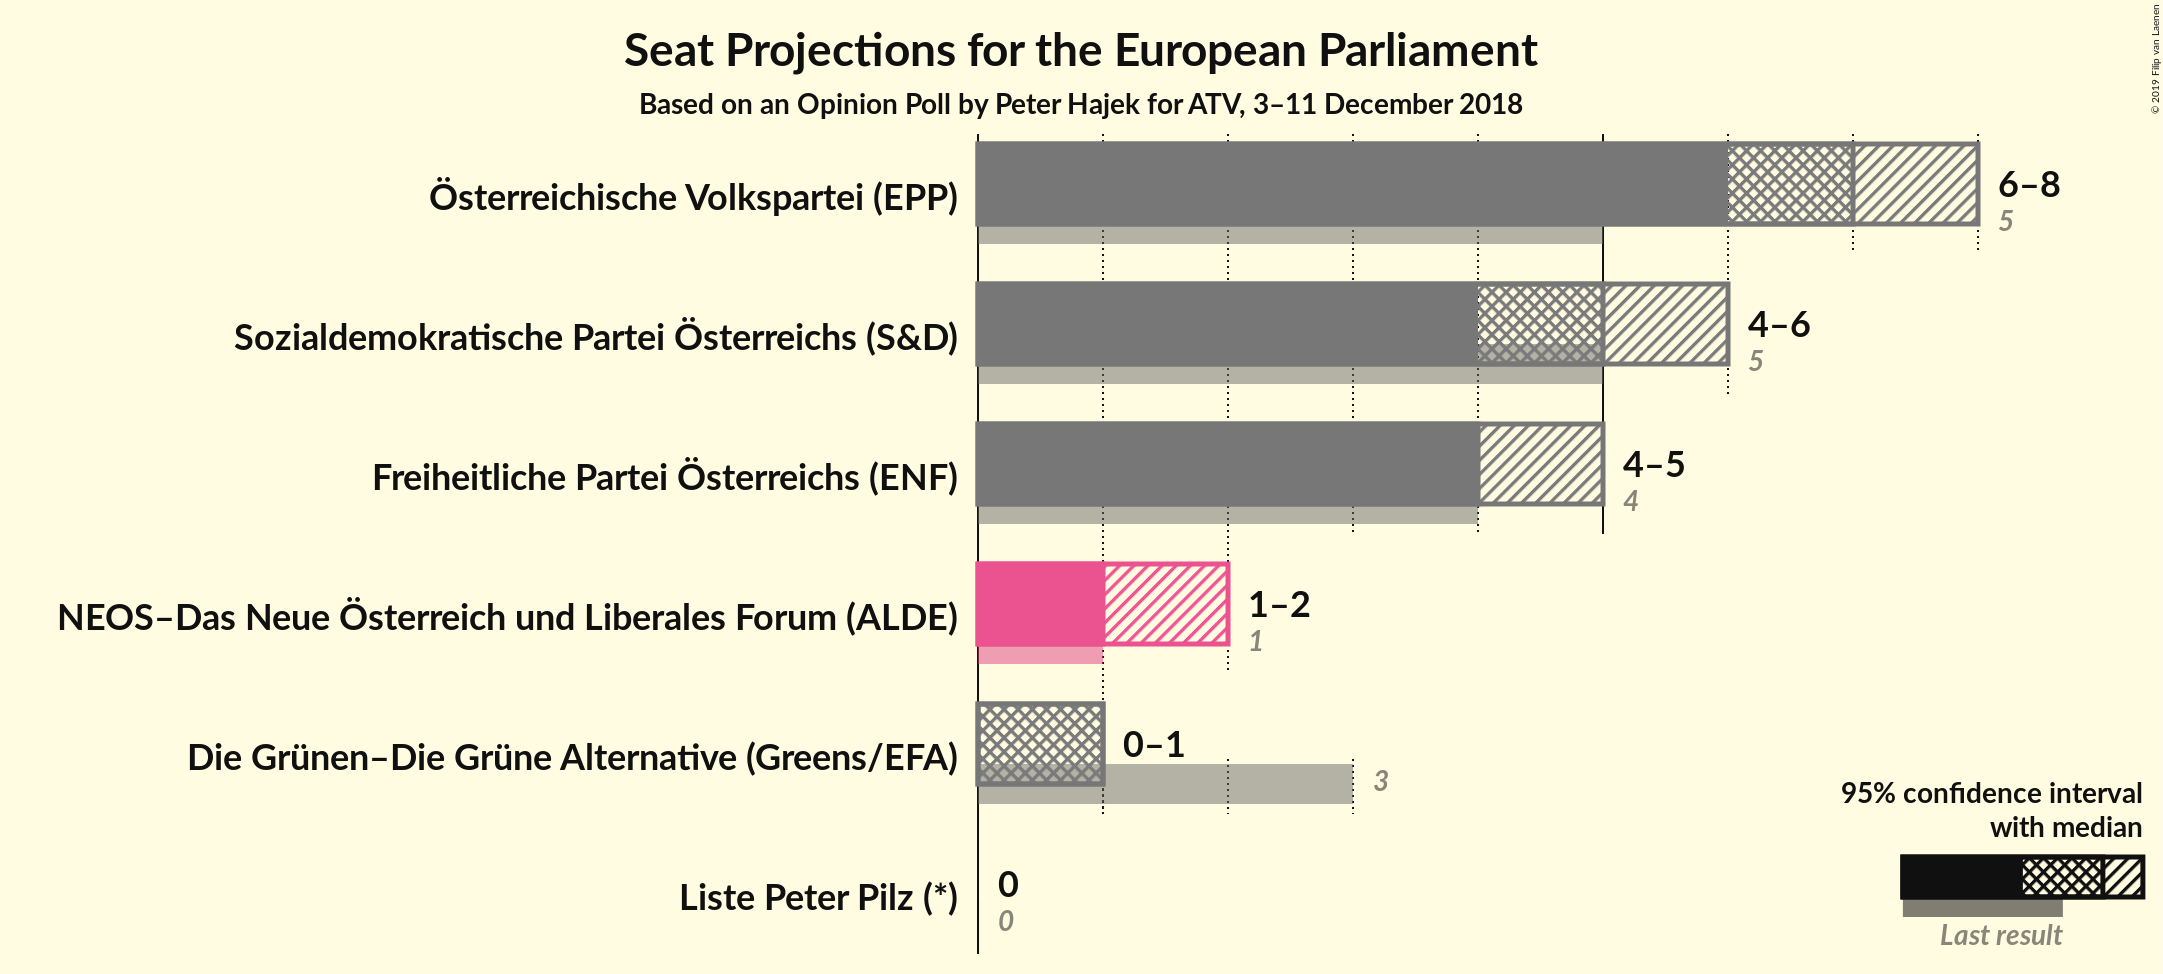 Seat Projections for the European Parliament
Based on an Opinion Poll by Peter Hajek for ATV, 3–11 December 2018
© 2019 Filip van Laenen
Österreichische Volkspartei (EPP)
6–8
5
Sozialdemokratische Partei Österreichs (S&D)
4–6
5
Freiheitliche Partei Österreichs (ENF)
4–5
4
NEOS–Das Neue Österreich und Liberales Forum (ALDE)
1–2
1
Die Grünen–Die Grüne Alternative (Greens/EFA)
0–1
3
Liste Peter Pilz (*)
0
0
95% confidence interval
with median
Last result